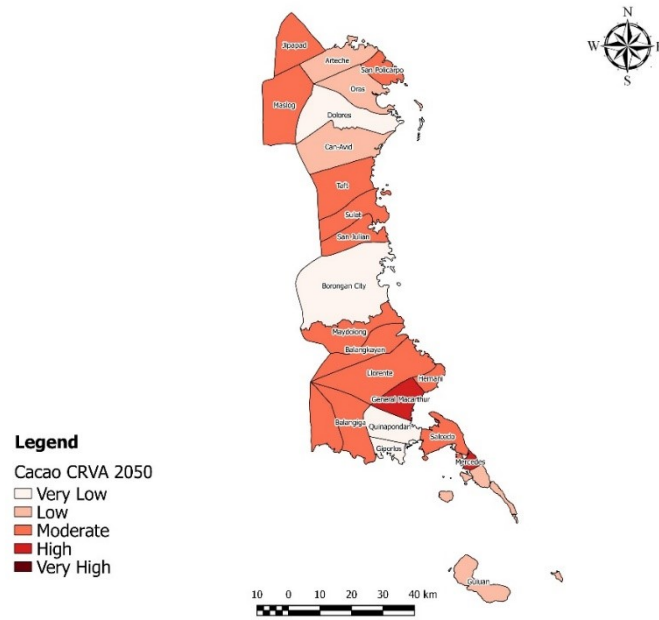 N
W
E
S
Jipapad
Arteche
San Policarpo
Oras
Maslog
Dolores
Can-Avid
Taft
Sulat
San Julian
Borongan City
Maydolong
Balangkayan
Llorente
Hernani
General Macarthur
Balangiga
Quinapondan
Giporlos
Salcedo
Mercedes
Guiuan
Legend
Cacao CRVA 2050
Very Low
Low
Moderate
High
Very High
10 0 10 20 30 40 km